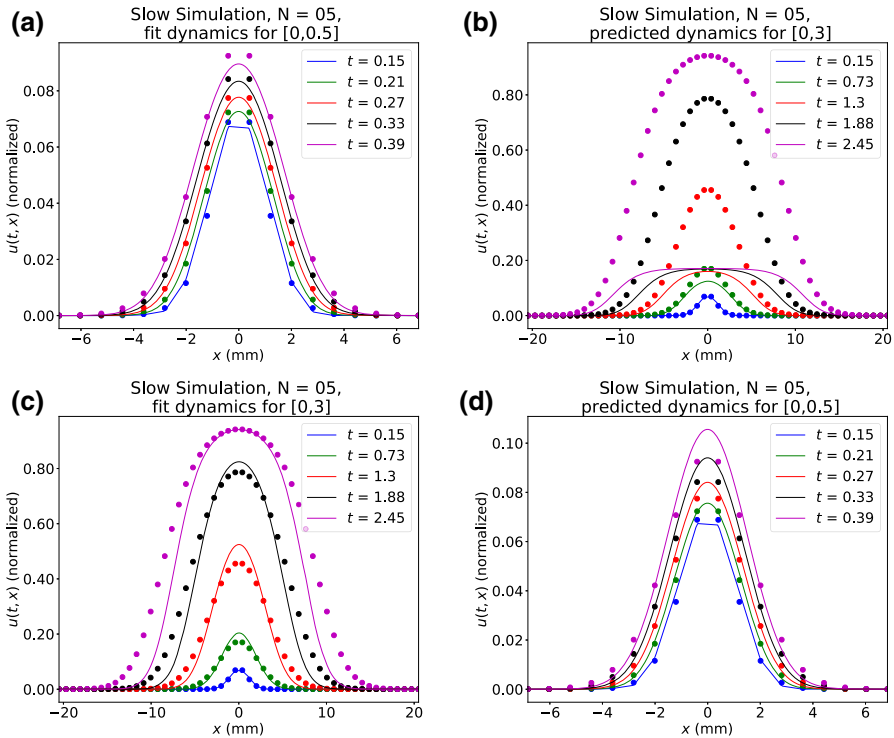 (a)
Slow Simulation, N = 05,
fit dynamics for [0,0.5]
u(t, x) (normalized)
0.08
0.06
0.04
0.02
0.00
t = 0.15
t = 0.21
t = 0.27
t = 0.33
t = 0.39
−6 −4 −2 0 2 4 6
x (mm)
(b)
Slow Simulation, N = 05,
predicted dynamics for [0,3]
u(t, x) (normalized)
0.80
0.60
0.40
0.20
0.00
t = 0.15
t = 0.73
t = 1.3
t = 1.88
t = 2.45
−20 −10 0 10 20
x (mm)
(c)
Slow Simulation, N = 05,
fit dynamics for [0,3]
u(t, x) (normalized)
0.80
0.60
0.40
0.20
0.00
t = 0.15
t = 0.73
t = 1.3
t = 1.88
t = 2.45
−20 −10 0 10 20
x (mm)
(d)
Slow Simulation, N = 05,
predicted dynamics for [0,0.5]
u(t, x) (normalized)
0.10
0.08
0.06
0.04
0.02
0.00
t = 0.15
t = 0.21
t = 0.27
t = 0.33
t = 0.39
−6 −4 −2 0 2 4 6
x (mm)